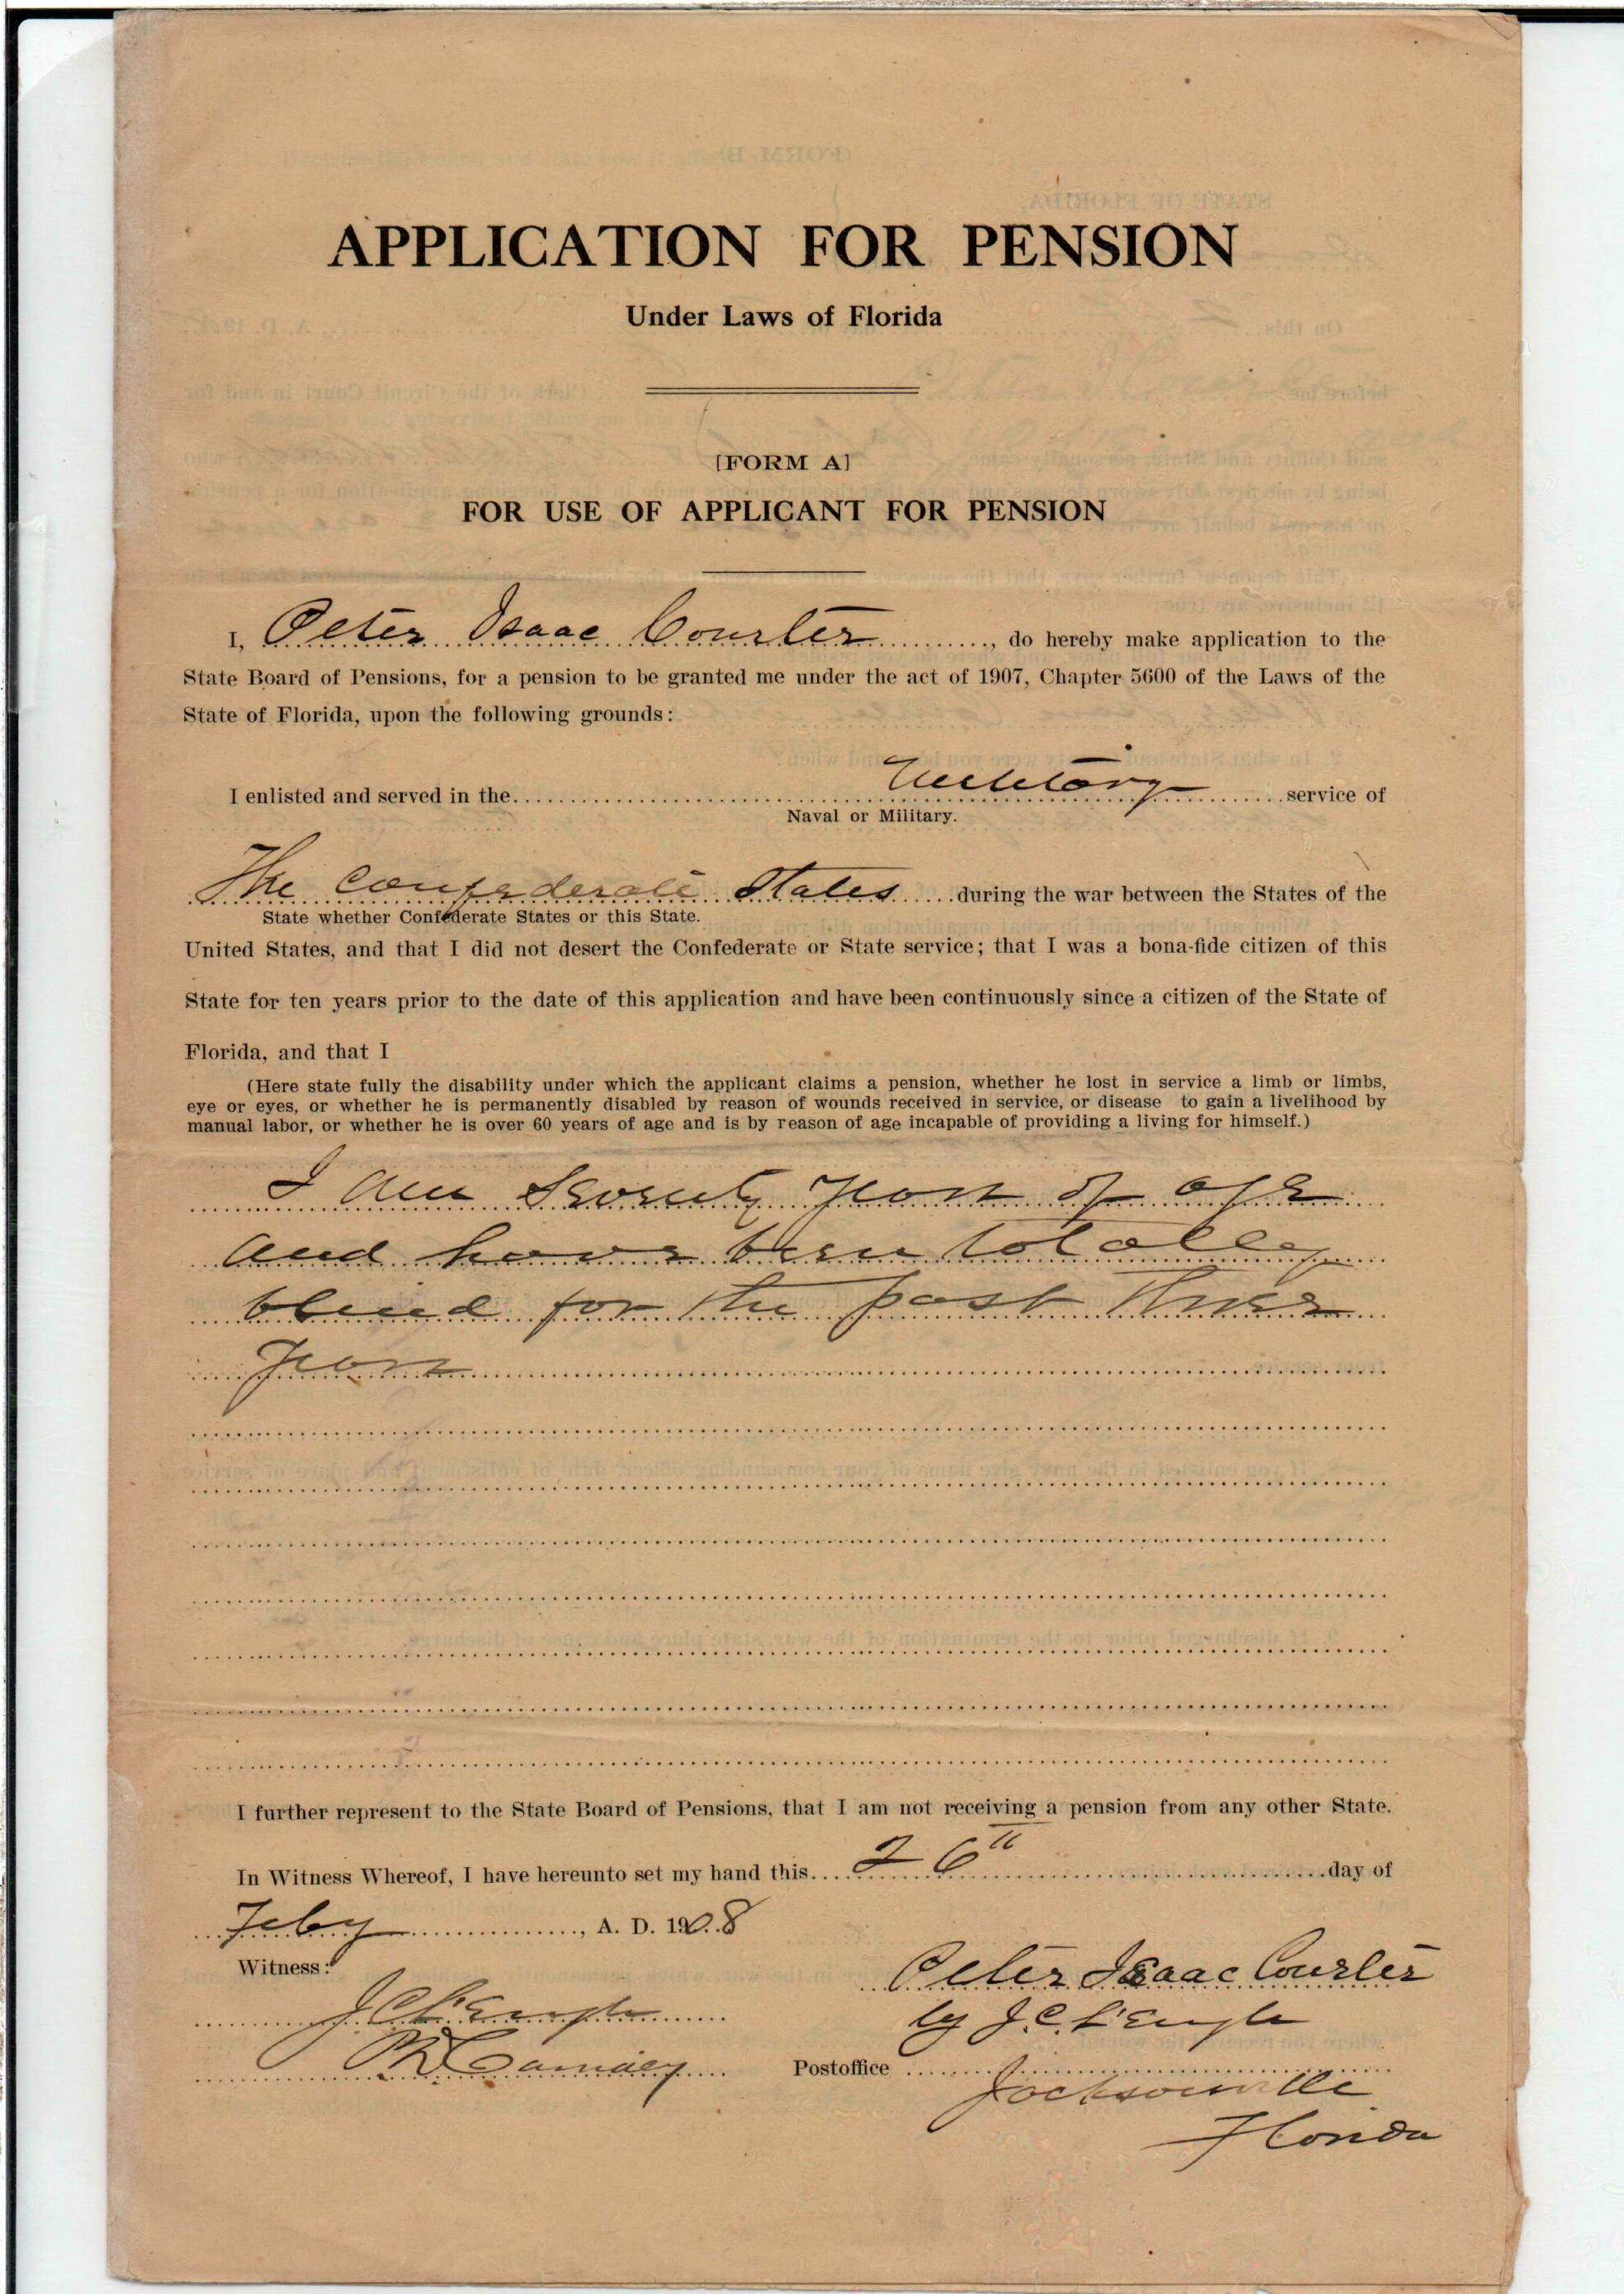 APPLICATION FOR PENSION
Under Laws of Florida
[FORM A]
FOR USE OF APPLICANT FOR PENSION
I, Peter Isaac Courter, do hereby make application to the
State Board of Pensions, for a pension to be granted me under the act of 1907, Chapter 5600 of the Laws of the
State of Florida, upon the following grounds:
I enlisted and served in the Military service of
Naval or Military.
The Confederate States during the war between the States of the
State whether Confederate States or this State.
United States, and that I did not desert the Confederate or State service; that I was a bona-fide citizen of this
State for ten years prior to the date of this application and have been continuously since a citizen of the State of
Florida, and that I
(Here state fully the disability under which the applicant claims a pension, whether he lost in service a limb or limbs,
eye or eyes, or whether he is permanently disabled by reason of wounds received in service, or disease to gain a livelihood by
manual labor, or whether he is over 60 years of age and is by reason of age incapable of providing a living for himself.)
I am Seventy years of age
and have been totally
blind for the past three
years
I further represent to the State Board of Pensions, that I am not receiving a pension from any other State.
In Witness Whereof, I have hereunto set my hand this 26th day of
Feby, A. D. 1908
Witness:
Peter Isaac Courter
J C L'Engle
by J. C. L'Engle
Postoffice Jacksonville
Florida